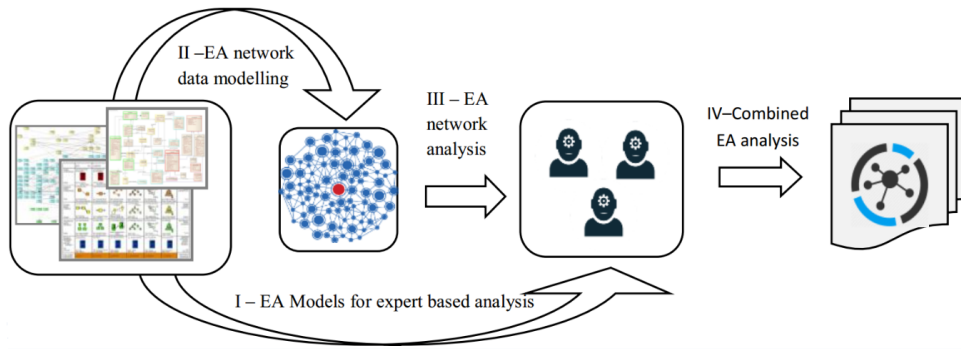 II –EA network
data modelling
III – EA
network
analysis
IV–Combined
EA analysis
I – EA Models for expert based analysis